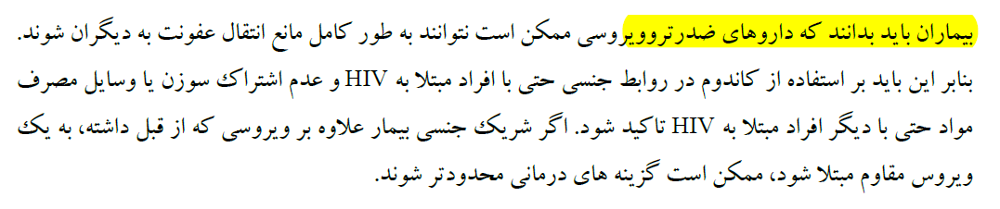 بیماران باید بدانند که داروهای ضدرتروویروسی ممکن است نتوانند به طور کامل مانع انتقال عفونت به دیگران شوند.
بنابر این باید بر استفاده از کاندوم در روابط جنسی حتی با افراد مبتلا به HIV و عدم اشتراک سوزن یا وسایل مصرف
مواد حتی با دیگر افراد مبتلا به HIV تاکید شود. اگر شریک جنسی بیمار علاوه بر ویروسی که از قبل داشته، به یک
ویروس مقاوم مبتلا شود، ممکن است گزینه های درمانی محدودتر شوند.